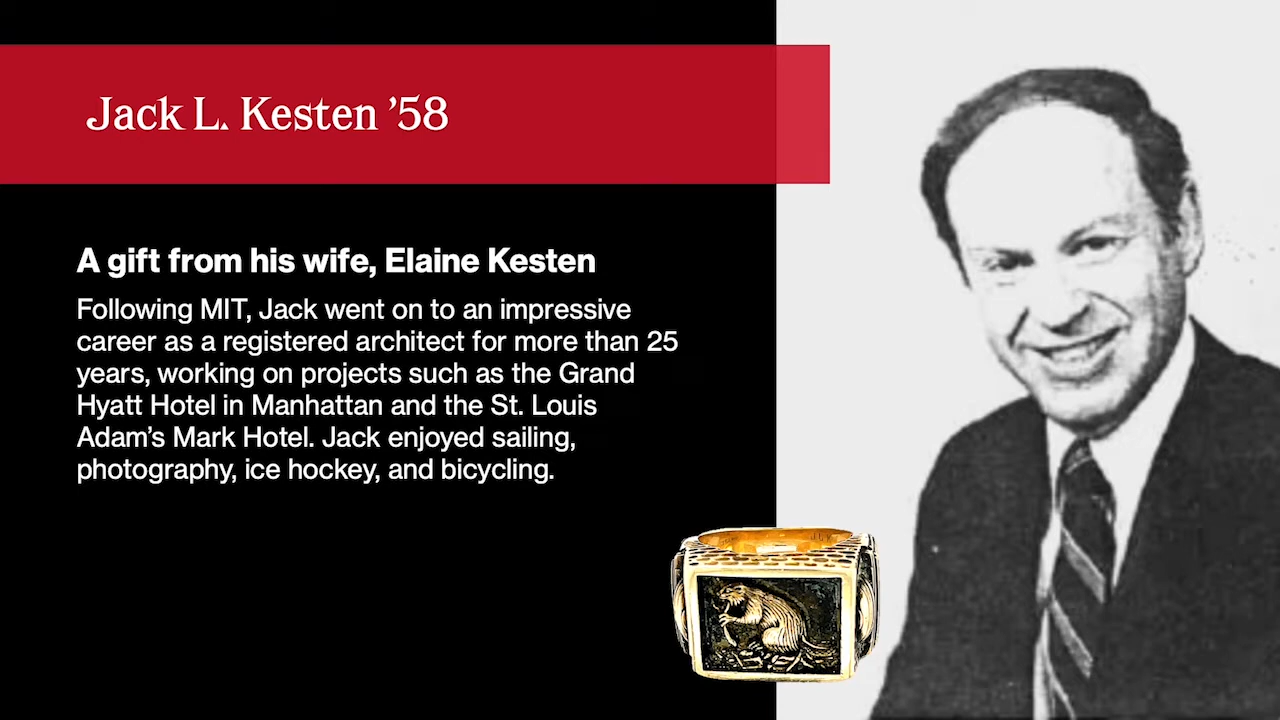 Jack L. Kesten ’58
A gift from his wife, Elaine Kesten
Following MIT, Jack went on to an impressive
career as a registered architect for more than 25
years, working on projects such as the Grand
Hyatt Hotel in Manhattan and the St. Louis
Adam’s Mark Hotel. Jack enjoyed sailing,
photography, ice hockey, and bicycling.